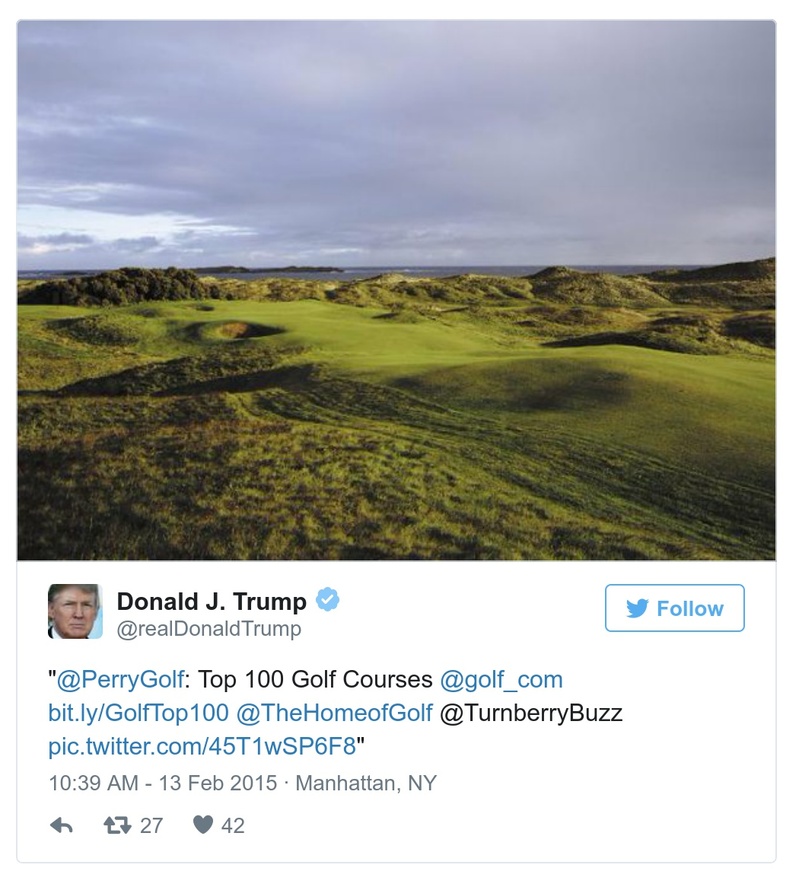 Donald J. Trump
@realDonaldTrump
Follow
"@PerryGolf: Top 100 Golf Courses @golf_com
bit.ly/GolfTop100 @TheHomeofGolf @TurnberryBuzz
pic.twitter.com/45T1wSP6F8"
10:39 AM - 13 Feb 2015 · Manhattan, NY
27 42